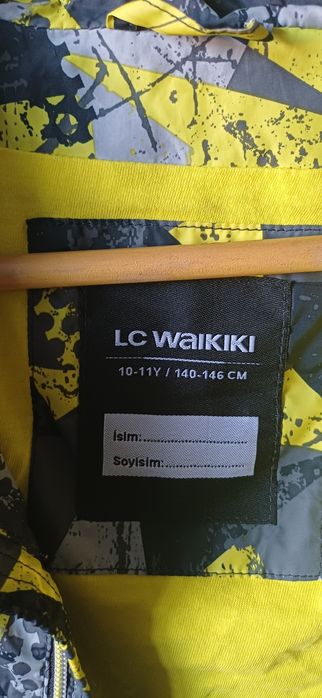 LC WAIKIKI
10-11Y / 140-146 CM
İsim:........................
Soyisim:........................